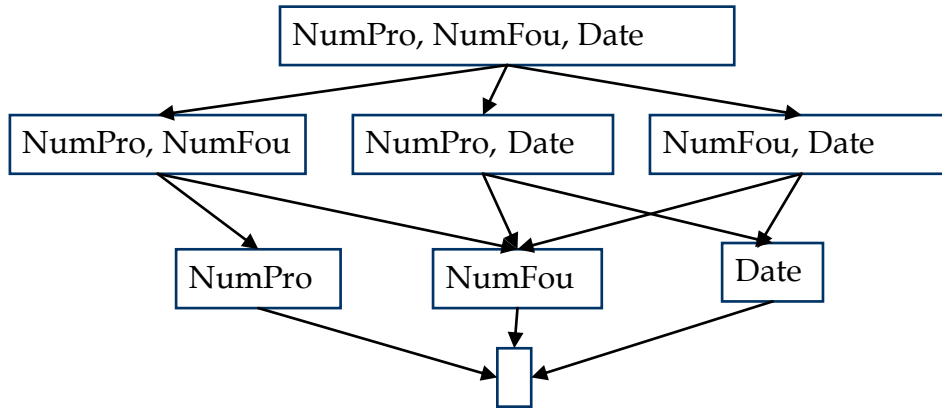 NumPro, NumFou, Date
NumPro, NumFou
NumPro, Date
NumFou, Date
NumPro
NumFou
Date